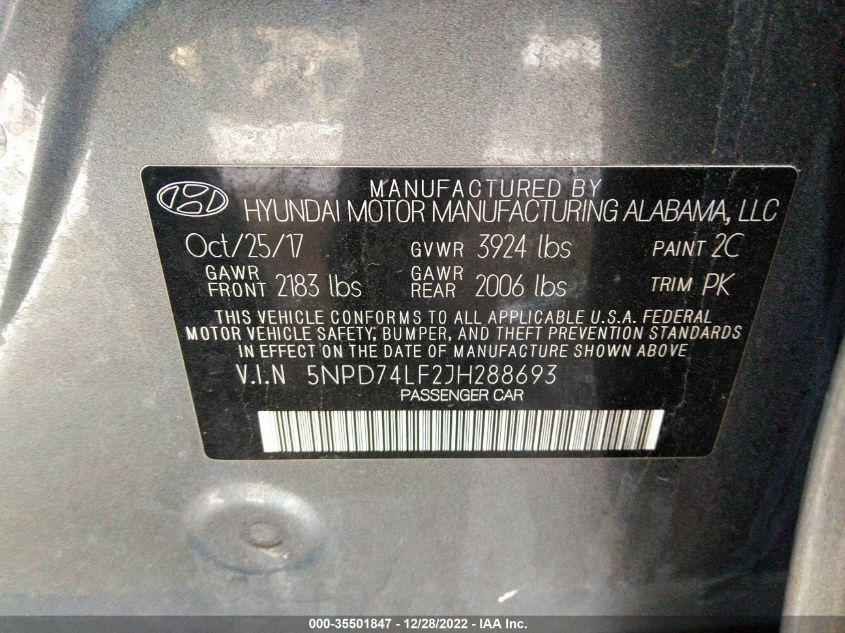 MANUFACTURED BY
HYUNDAI MOTOR MANUFACTURING ALABAMA, LLC
Oct/25/17 GVWR 3924 lbs PAINT 2C
GAWR FRONT 2183 lbs GAWR REAR 2006 lbs TRIM PK
THIS VEHICLE CONFORMS TO ALL APPLICABLE U.S.A. FEDERAL
MOTOR VEHICLE SAFETY, BUMPER, AND THEFT PREVENTION STANDARDS
IN EFFECT ON THE DATE OF MANUFACTURE SHOWN ABOVE
V.I.N 5NPD74LF2JH288693
PASSENGER CAR
000-35501847 - 12/28/2022 - IAA Inc.